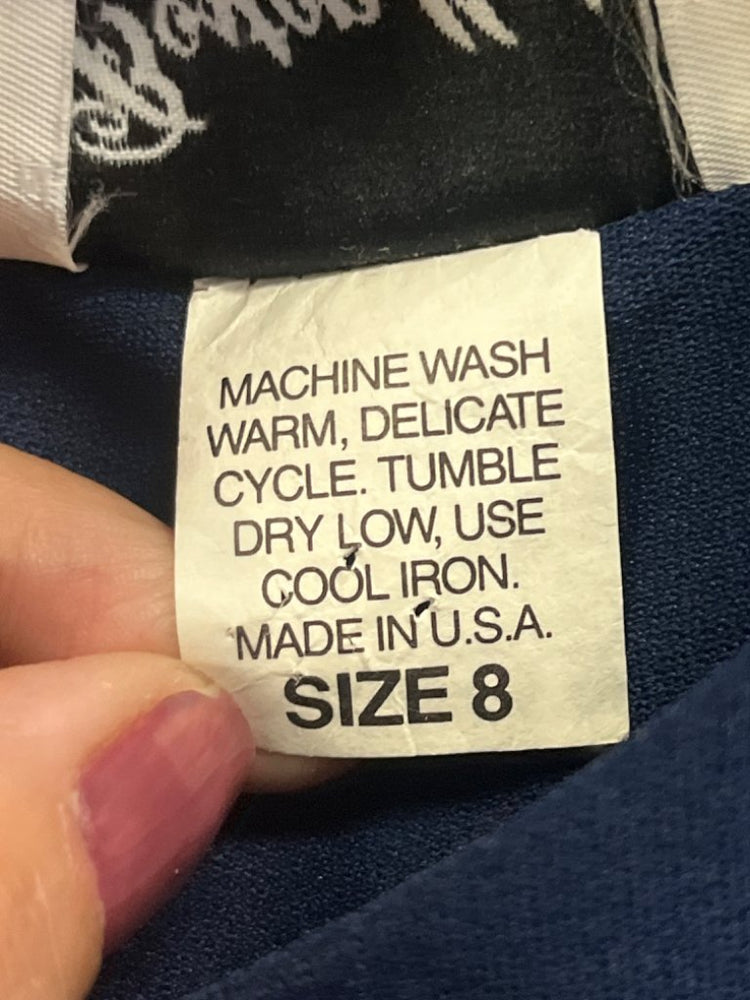 MACHINE WASH
WARM, DELICATE
CYCLE. TUMBLE
DRY LOW, USE
COOL IRON.
MADE IN U.S.A.
SIZE 8